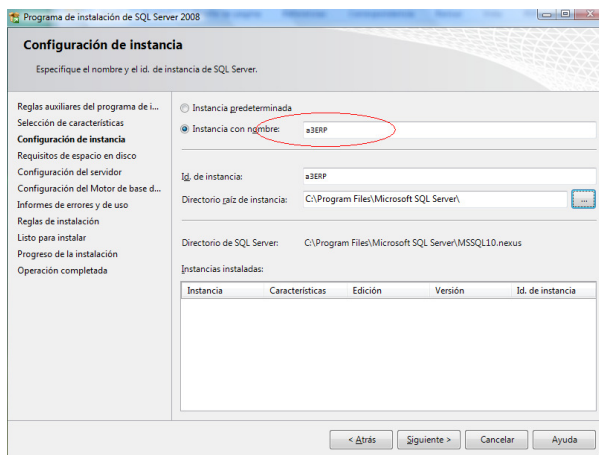 Programa de instalación de SQL Server 2008
Configuración de instancia
Especifique el nombre y el id. de instancia de SQL Server.
Reglas auxiliares del programa de i...
Selección de características
Configuración de instancia
Requisitos de espacio en disco
Configuración del servidor
Configuración del Motor de base d...
Informes de errores y de uso
Reglas de instalación
Listo para instalar
Progreso de la instalación
Operación completada
Instancia predeterminada
Instancia con nombre: a3ERP
Id. de instancia: a3ERP
Directorio raíz de instancia: C:\Program Files\Microsoft SQL Server\ ...
Directorio de SQL Server: C:\Program Files\Microsoft SQL Server\MSSQL10.nexus
Instancias instaladas:
Instancia Características Edición Versión Id. de instancia
< Atrás Siguiente > Cancelar Ayuda